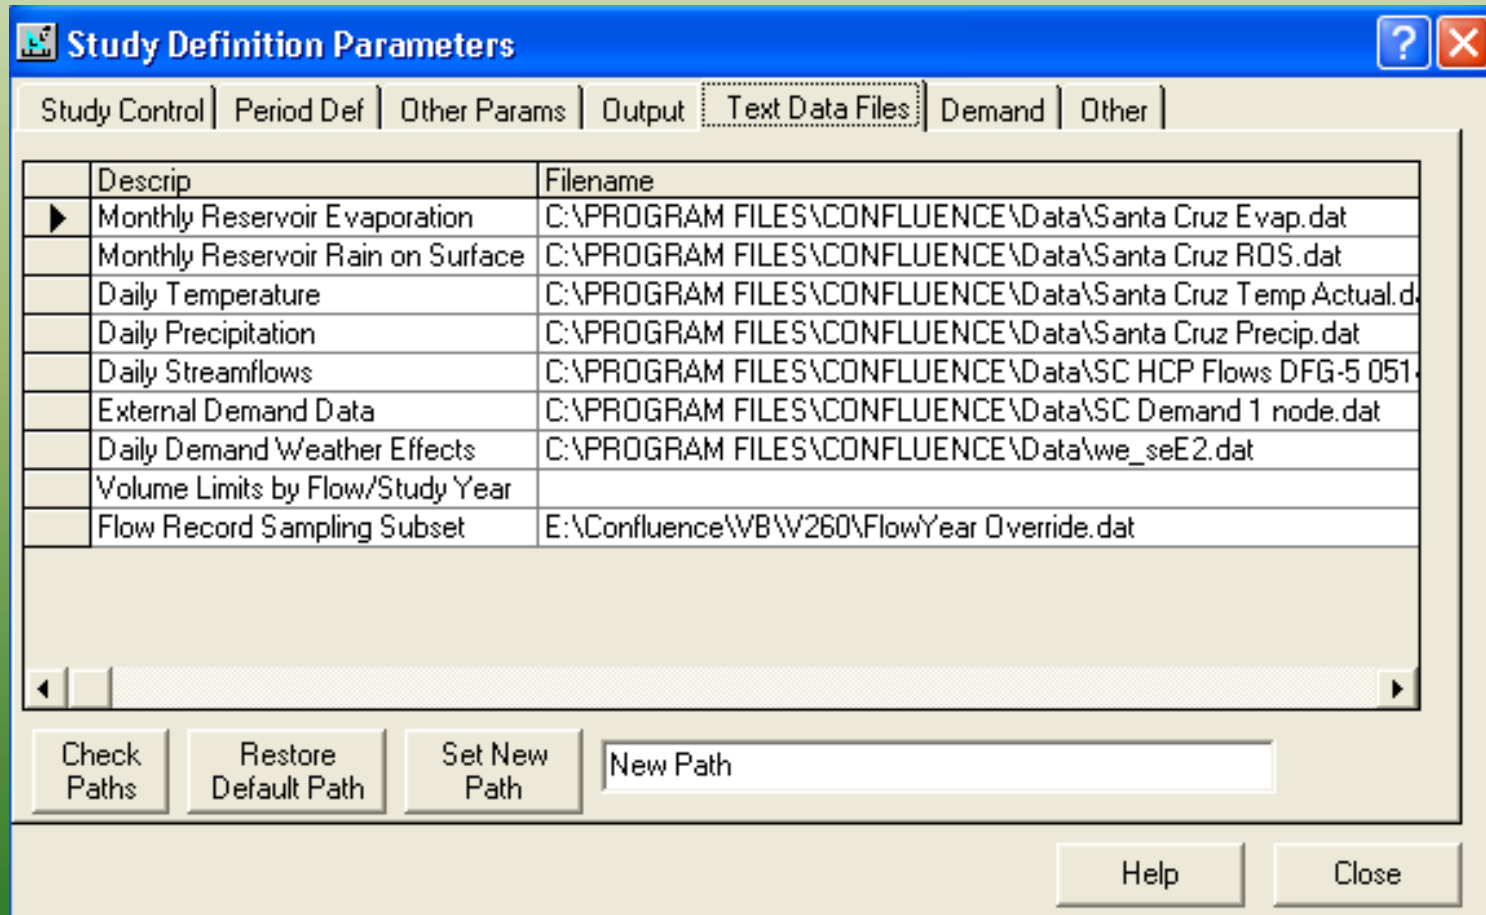 Study Definition Parameters
Study Control Period Def Other Params Output Text Data Files Demand Other
Descrip Filename
Monthly Reservoir Evaporation C:\PROGRAM FILES\CONFLUENCE\Data\Santa Cruz Evap.dat
Monthly Reservoir Rain on Surface C:\PROGRAM FILES\CONFLUENCE\Data\Santa Cruz ROS.dat
Daily Temperature C:\PROGRAM FILES\CONFLUENCE\Data\Santa Cruz Temp Actual.d
Daily Precipitation C:\PROGRAM FILES\CONFLUENCE\Data\Santa Cruz Precip.dat
Daily Streamflows C:\PROGRAM FILES\CONFLUENCE\Data\SC HCP Flows DFG-5 051
External Demand Data C:\PROGRAM FILES\CONFLUENCE\Data\SC Demand 1 node.dat
Daily Demand Weather Effects C:\PROGRAM FILES\CONFLUENCE\Data\we_seE2.dat
Volume Limits by Flow/Study Year
Flow Record Sampling Subset E:\Confluence\VB\V260\FlowYear Override.dat
Check Paths
Restore Default Path
Set New Path
New Path
Help Close